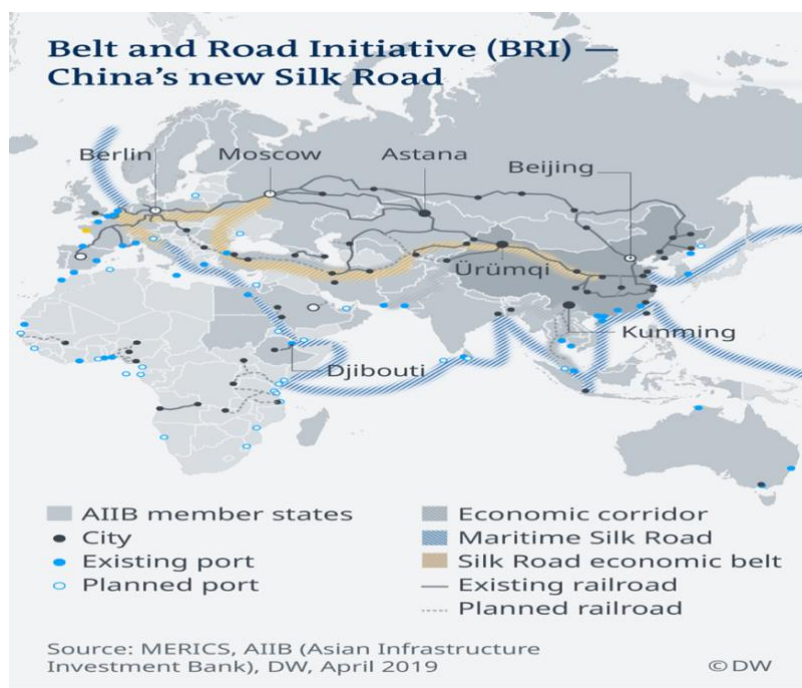 Belt and Road Initiative (BRI) —
China's new Silk Road
Berlin
Moscow
Astana
Beijing
Ürümqi
Kunming
Djibouti
AIIB member states
City
Existing port
Planned port
Economic corridor
Maritime Silk Road
Silk Road economic belt
Existing railroad
Planned railroad
Source: MERICS, AIIB (Asian Infrastructure
Investment Bank), DW, April 2019
©DW